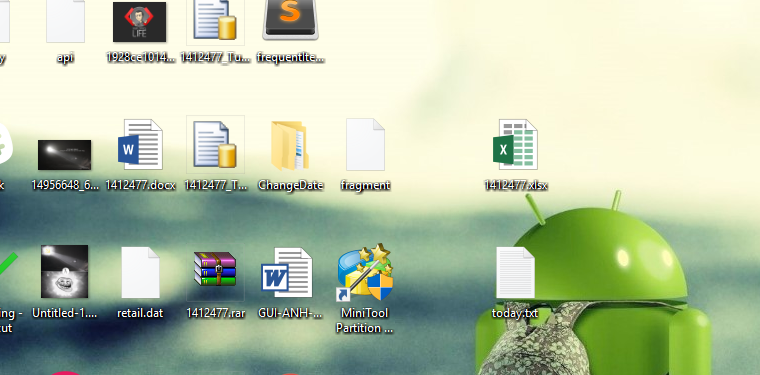 y
api
1928ce1014...
1412477_Tu...
frequentIte...
LIFE
S
k
14956648_6...
1412477.docx
1412477_T...
ChangeDate
fragment
1412477.xlsx
W
X
Untitled-1....
retail.dat
1412477.rar
GUI-ANH-...
MiniTool
Partition ...
today.txt
ing -
cut
W